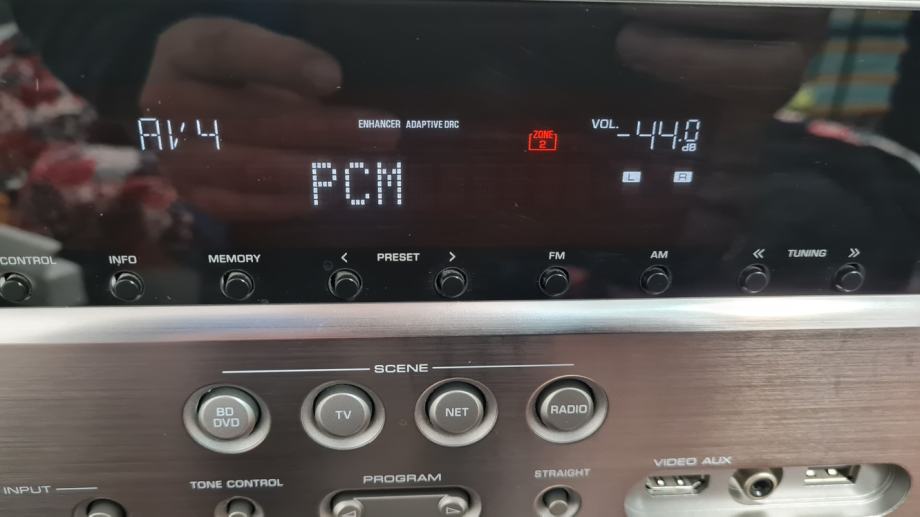 AV4 ENHANCER ADAPTIVE DRC ZONE 2 VOL. -44.0 dB
PCM L R
CONTROL INFO MEMORY < PRESET > FM AM << TUNING >>
SCENE
BD DVD TV NET RADIO
INPUT TONE CONTROL PROGRAM STRAIGHT VIDEO AUX